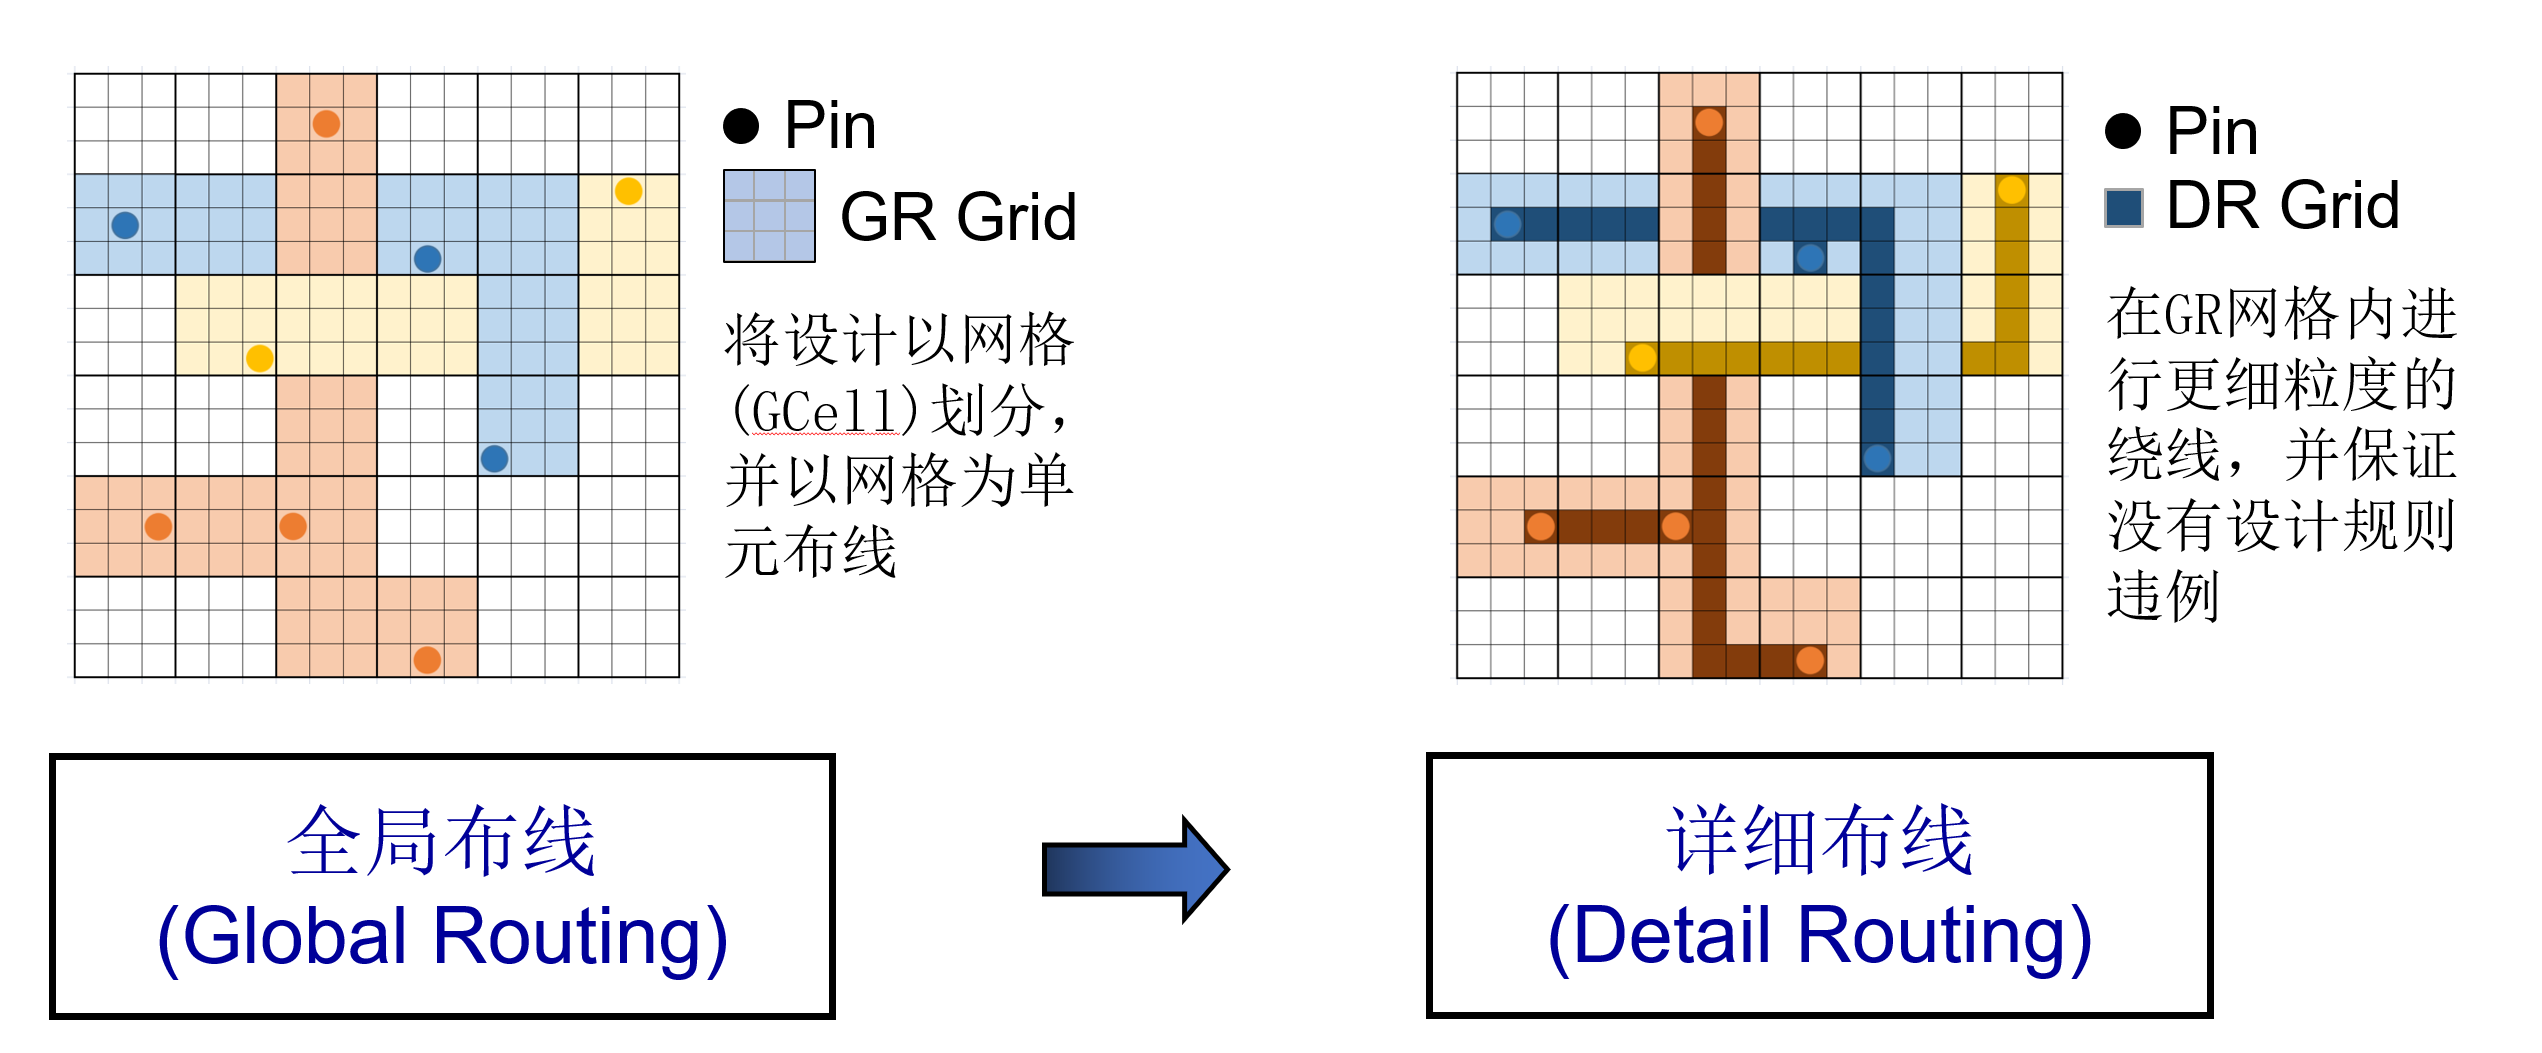 Pin
GR Grid
将设计以网格
(GCell)划分，
并以网格为单
元布线
Pin
DR Grid
在GR网格内进
行更细粒度的
绕线，并保证
没有设计规则
违例
全局布线
(Global Routing)
详细布线
(Detail Routing)